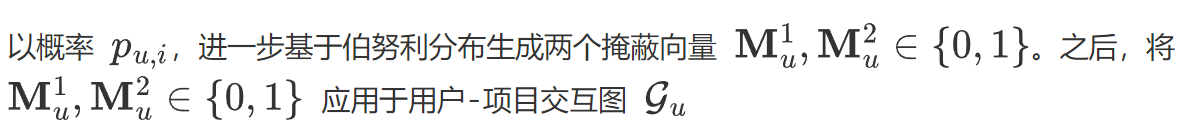 以概率 $p_{u,i}$，进一步基于伯努利分布生成两个掩蔽向量 $\mathbf{M}_u^1, \mathbf{M}_u^2 \in \{0, 1\}$。之后，将
$\mathbf{M}_u^1, \mathbf{M}_u^2 \in \{0, 1\}$ 应用于用户-项目交互图 $\mathcal{G}_u$